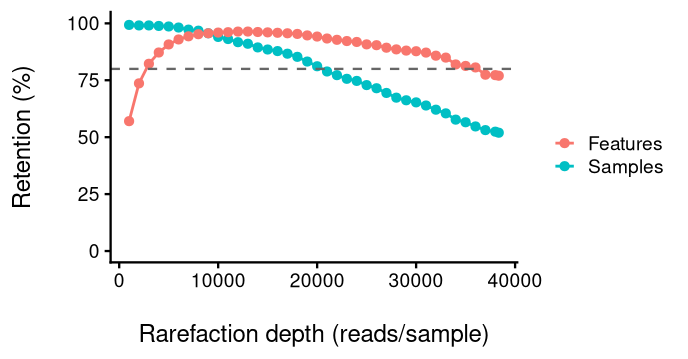 Retention (%)
100
75
50
25
0
0 10000 20000 30000 40000
Rarefaction depth (reads/sample)
Features
Samples